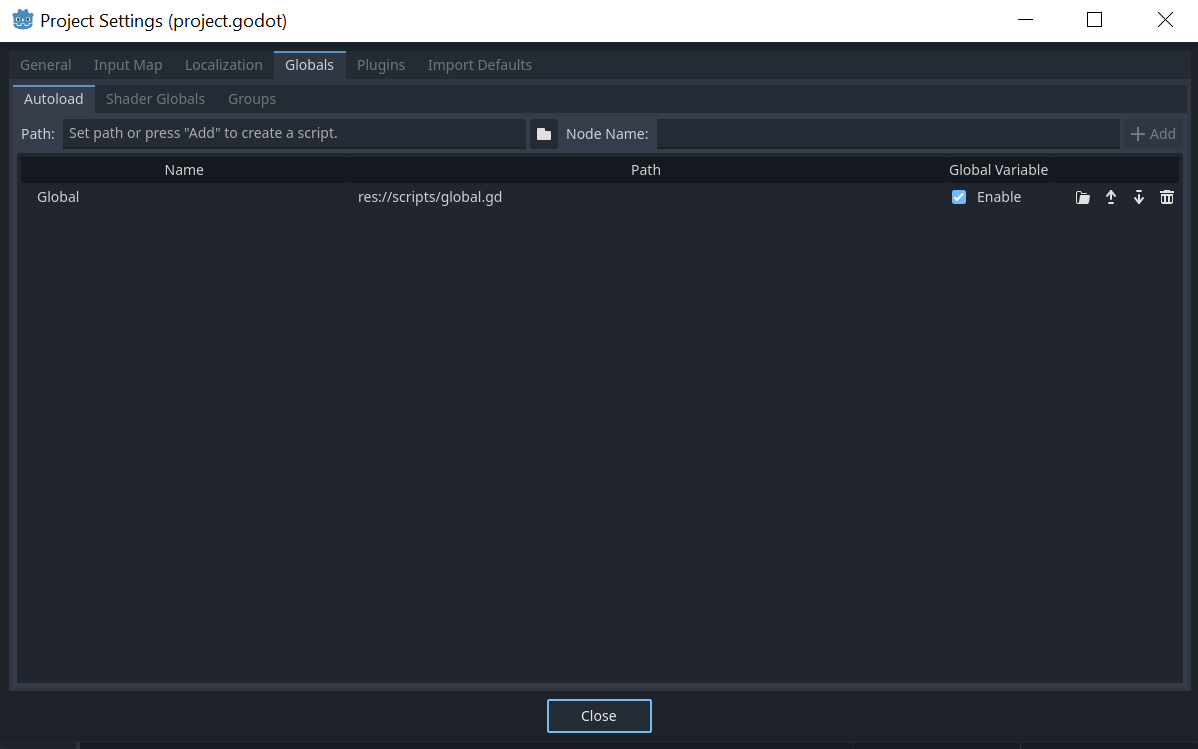 Project Settings (project.godot)
General Input Map Localization Globals Plugins Import Defaults
Autoload Shader Globals Groups
Path: Set path or press "Add" to create a script. Node Name: Add
Name Path Global Variable
Global res://scripts/global.gd Enable
Close